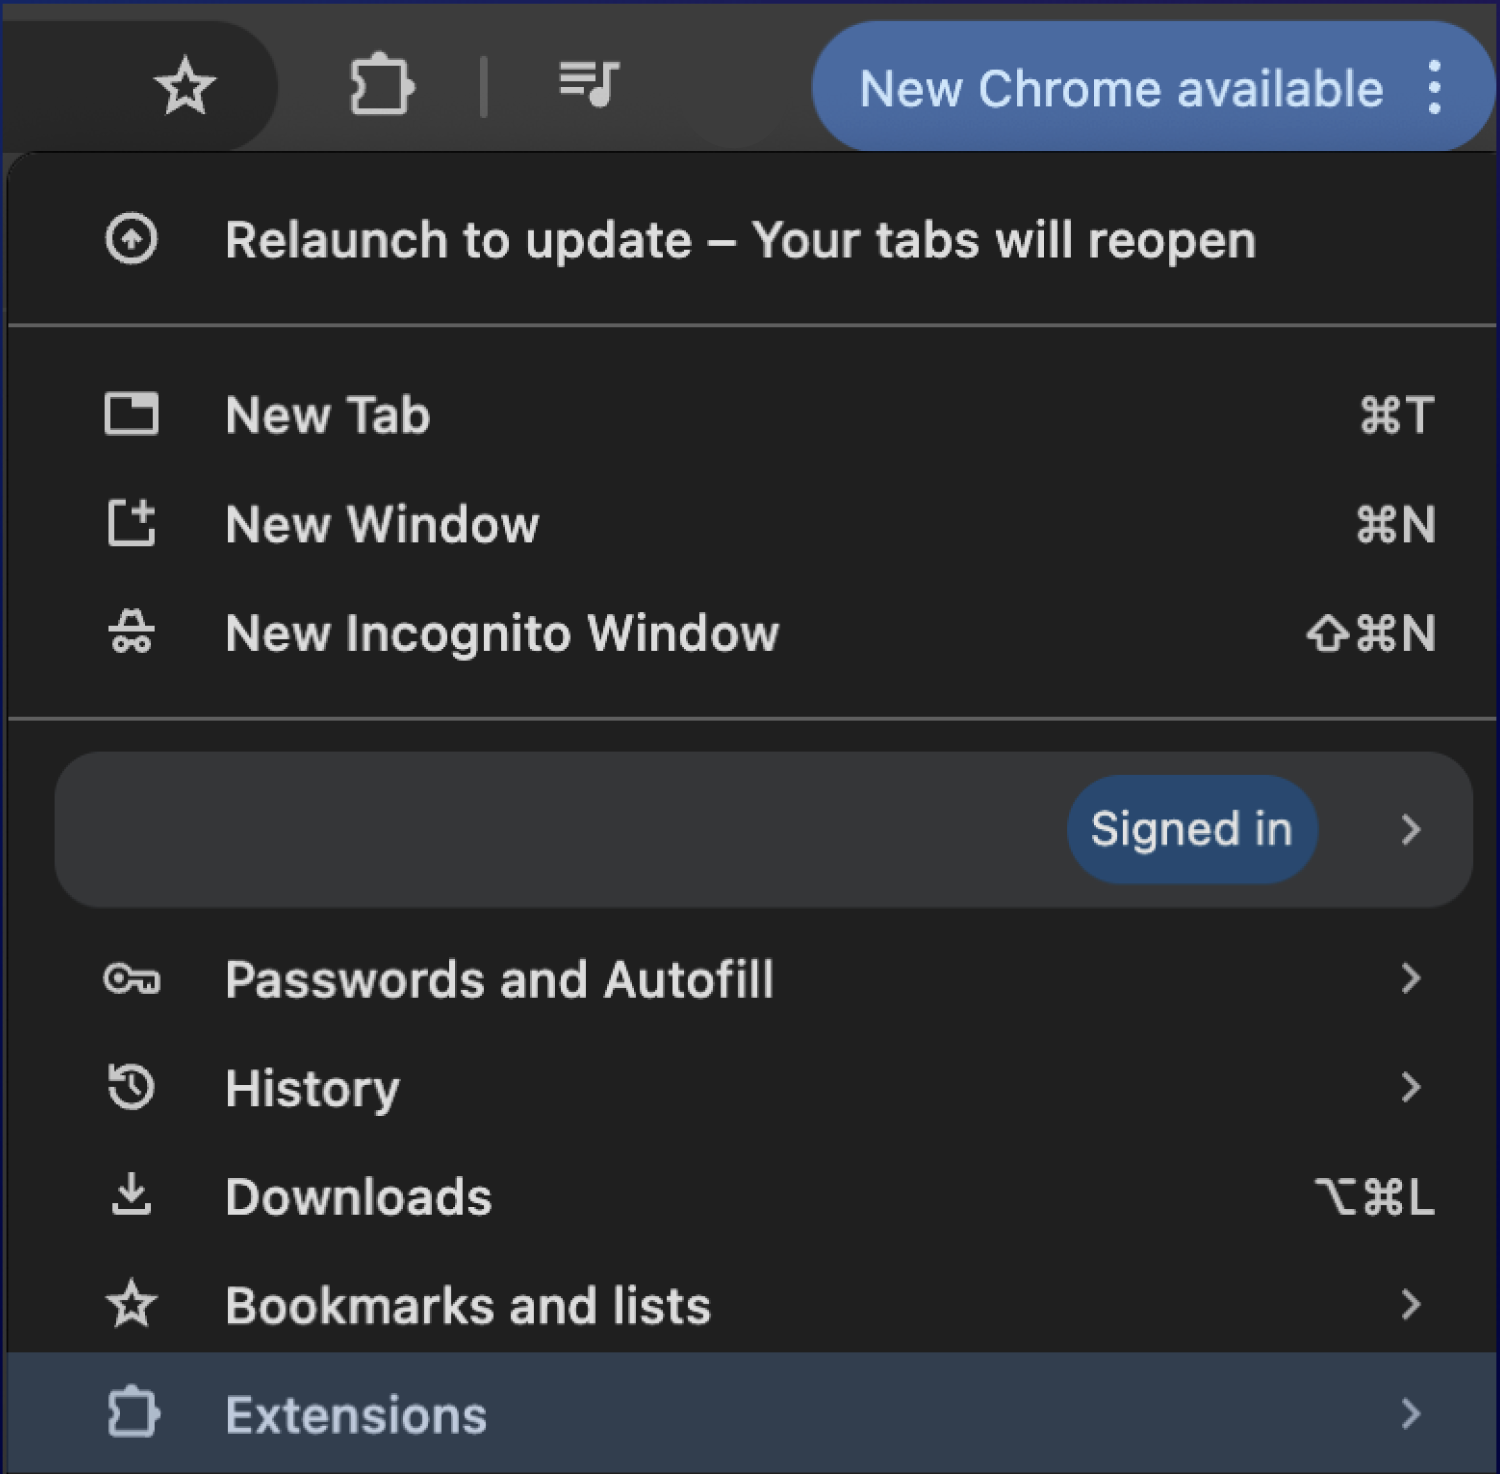 New Chrome available
Relaunch to update – Your tabs will reopen
New Tab ⌘T
New Window ⌘N
New Incognito Window ⇧⌘N
Signed in
Passwords and Autofill
History
Downloads ⌥⌘L
Bookmarks and lists
Extensions